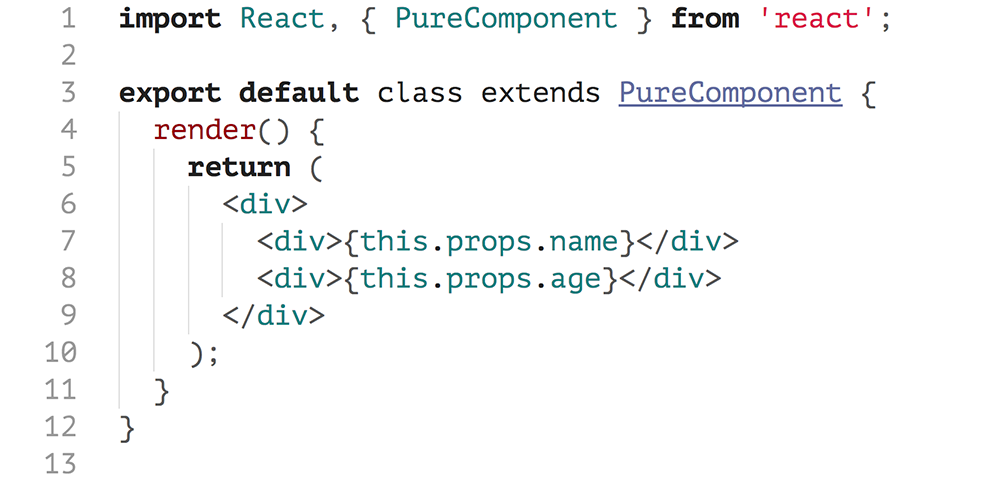 1 import React, { PureComponent } from 'react';
2
3 export default class extends PureComponent {
4 render() {
5 return (
6 <div>
7 <div>{this.props.name}</div>
8 <div>{this.props.age}</div>
9 </div>
10 );
11 }
12 }
13